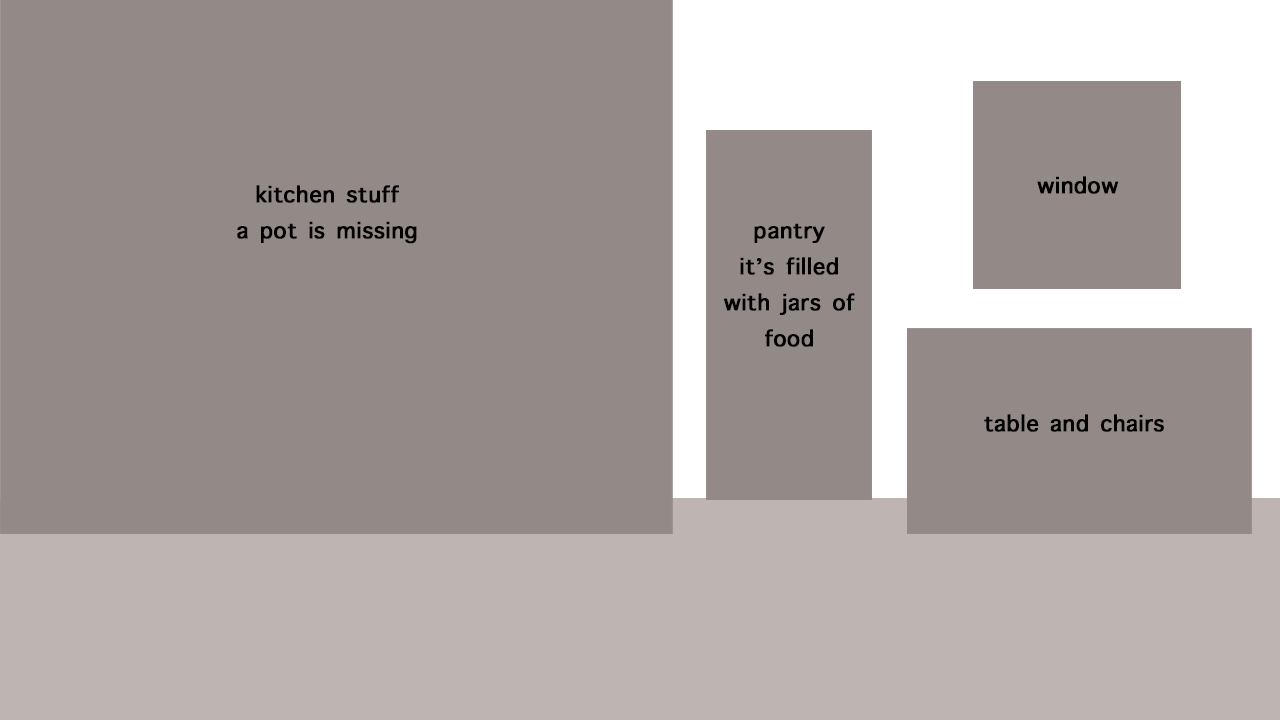 kitchen stuff
a pot is missing
pantry
it’s filled
with jars of
food
window
table and chairs